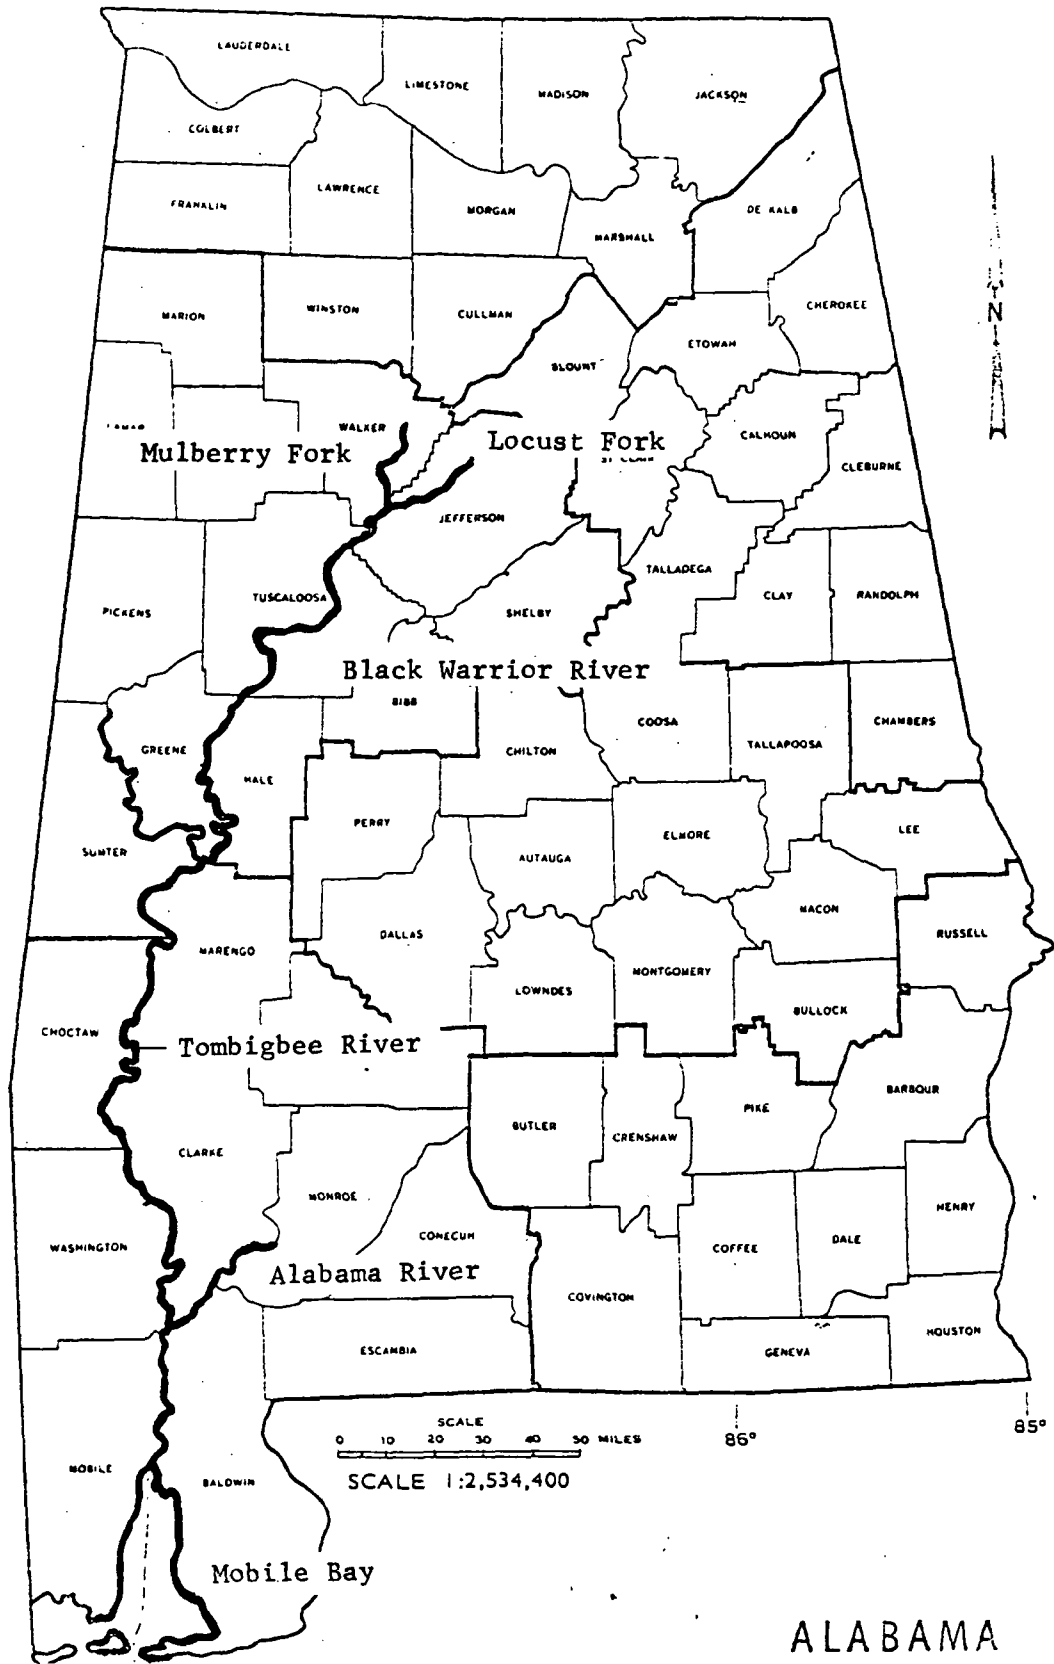 LAUDERDALE
LIMESTONE
MADISON
JACKSON
COLBERT
LAWRENCE
FRANKLIN
MORGAN
DE KALB
MARSHALL
CHEROKEE
N
MARION
WINSTON
CULLMAN
ETOWAH
BLOUNT
LAMAR
WALKER
Mulberry Fork
Locust Fork
CALHOUN
ST CLAIR
CLEBURNE
JEFFERSON
TALLADEGA
TUSCALOOSA
PICKENS
SHELBY
CLAY
RANDOLPH
Black Warrior River
BIBB
COOSA
CHAMBERS
GREENE
CHILTON
TALLAPOOSA
HALE
PERRY
ELMORE
LEE
SUMTER
AUTAUGA
MACON
DALLAS
RUSSELL
MARENGO
MONTGOMERY
LOWNDES
BULLOCK
CHOCTAW
Tombigbee River
BARBOUR
PIKE
BUTLER
CRENSHAW
CLARKE
MONROE
HENRY
CONECUH
WASHINGTON
COFFEE
DALE
Alabama River
COVINGTON
HOUSTON
ESCAMBIA
GENEVA
SCALE
0 10 20 30 40 50 MILES
SCALE 1:2,534,400
86°
85°
MOBILE
BALDWIN
Mobile Bay
ALABAMA